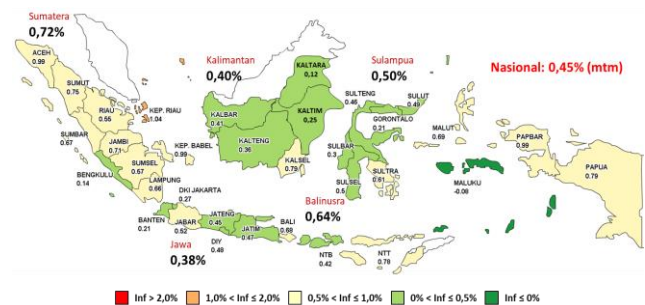 Sumatera
0,72%
ACEH
0.99
SUMUT
0.75
RIAU
0.55
KEP. RIAU
1.04
SUMBAR
0.67
JAMBI
0.71
SUMSEL
0.57
KEP. BABEL
0.99
BENGKULU
0.14
LAMPUNG
0.66
Kalimantan
0,40%
KALTARA
0,12
KALTIM
0,25
KALBAR
0.41
KALTENG
0.36
KALSEL
0.79
Sulampua
0,50%
SULTENG
0.46
SULUT
0.49
GORONTALO
0.21
SULBAR
0.3
SULSEL
0.5
SULTRA
0.61
MALUT
0.69
MALUKU
-0.08
PAPBAR
0.99
PAPUA
0.79
Nasional: 0,45% (mtm)
DKI JAKARTA
0.27
BANTEN
0.21
JABAR
0.52
JATENG
0.45
DIY
0.48
JATIM
0.47
Jawa
0,38%
Balinusra
0,64%
BALI
0.68
NTB
0.42
NTT
0.78
Inf > 2,0%
1,0% < Inf ≤ 2,0%
0,5% < Inf ≤ 1,0%
0% < Inf ≤ 0,5%
Inf ≤ 0%